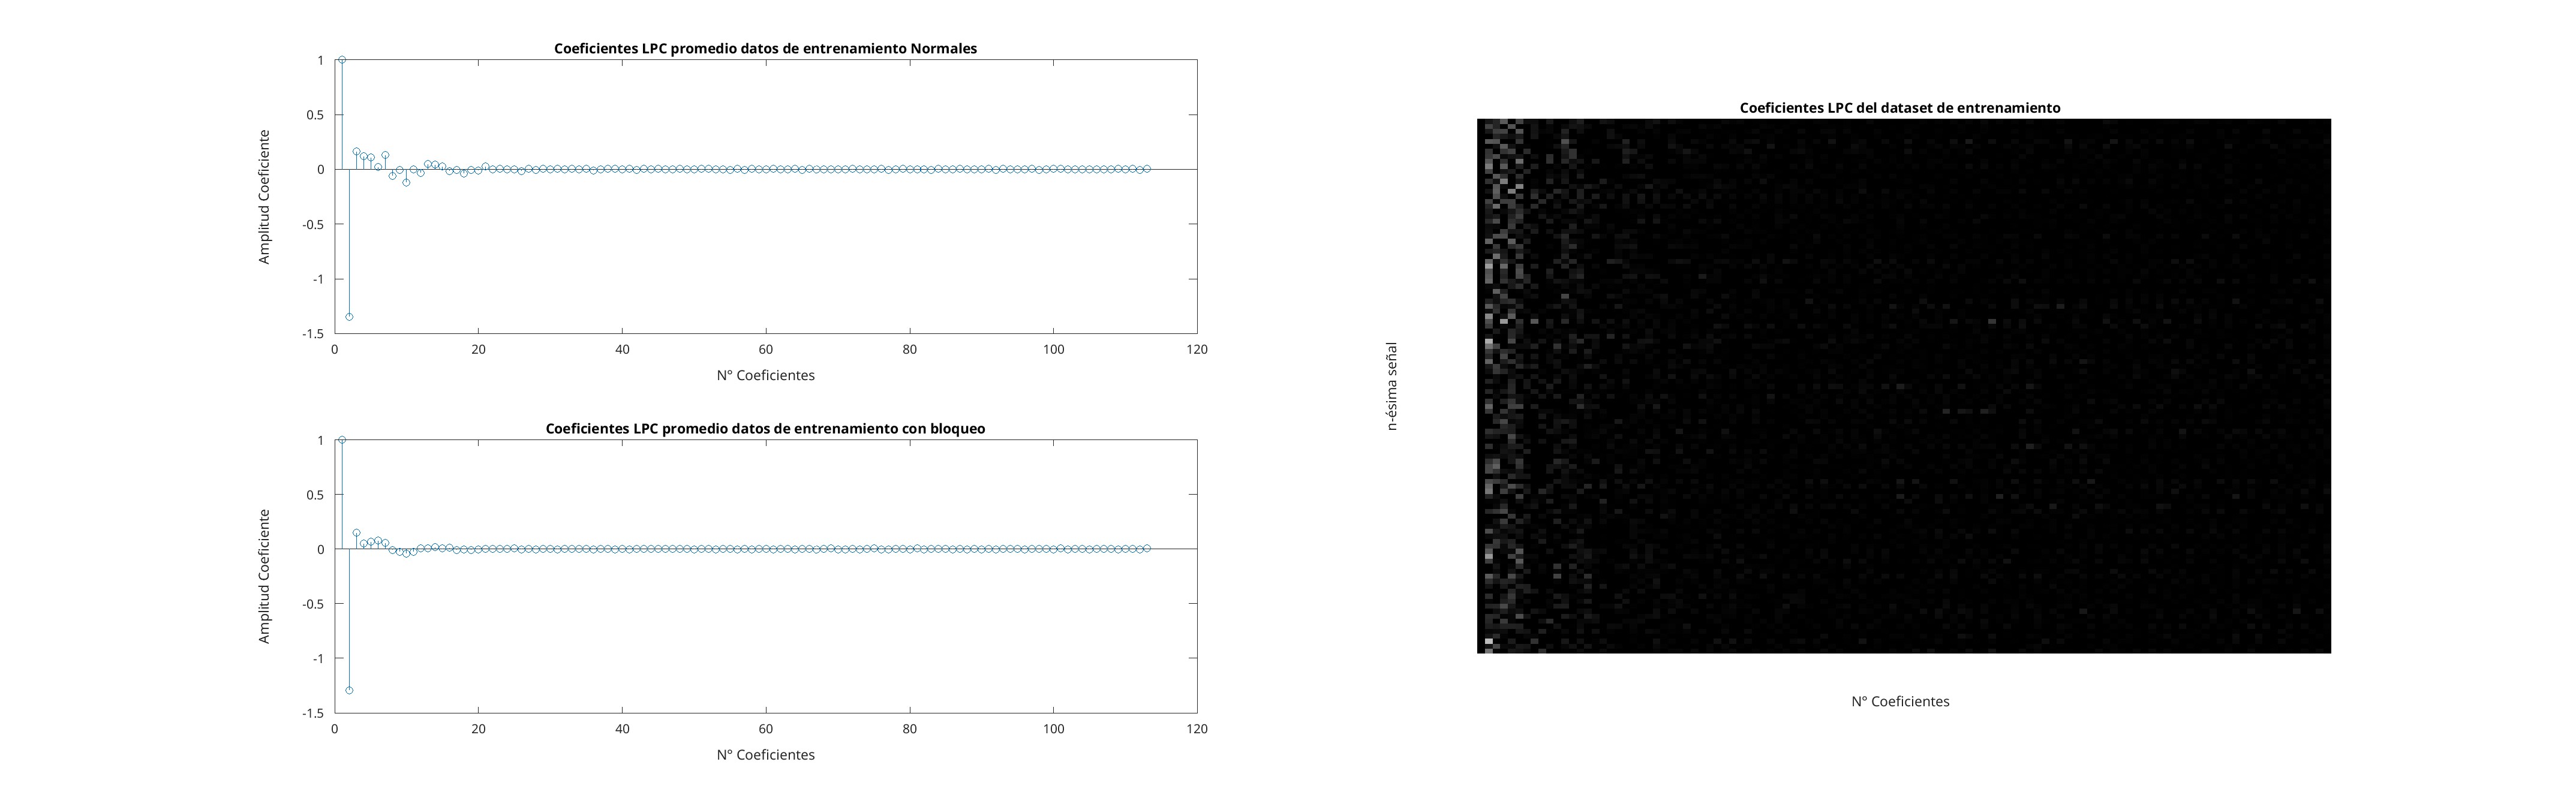 Coeficientes LPC promedio datos de entrenamiento Normales
1
0.5
0
-0.5
-1
-1.5
Amplitud Coeficiente
0 20 40 60 80 100 120
N° Coeficientes
Coeficientes LPC promedio datos de entrenamiento con bloqueo
1
0.5
0
-0.5
-1
-1.5
Amplitud Coeficiente
0 20 40 60 80 100 120
N° Coeficientes
Coeficientes LPC del dataset de entrenamiento
n-ésima señal
N° Coeficientes